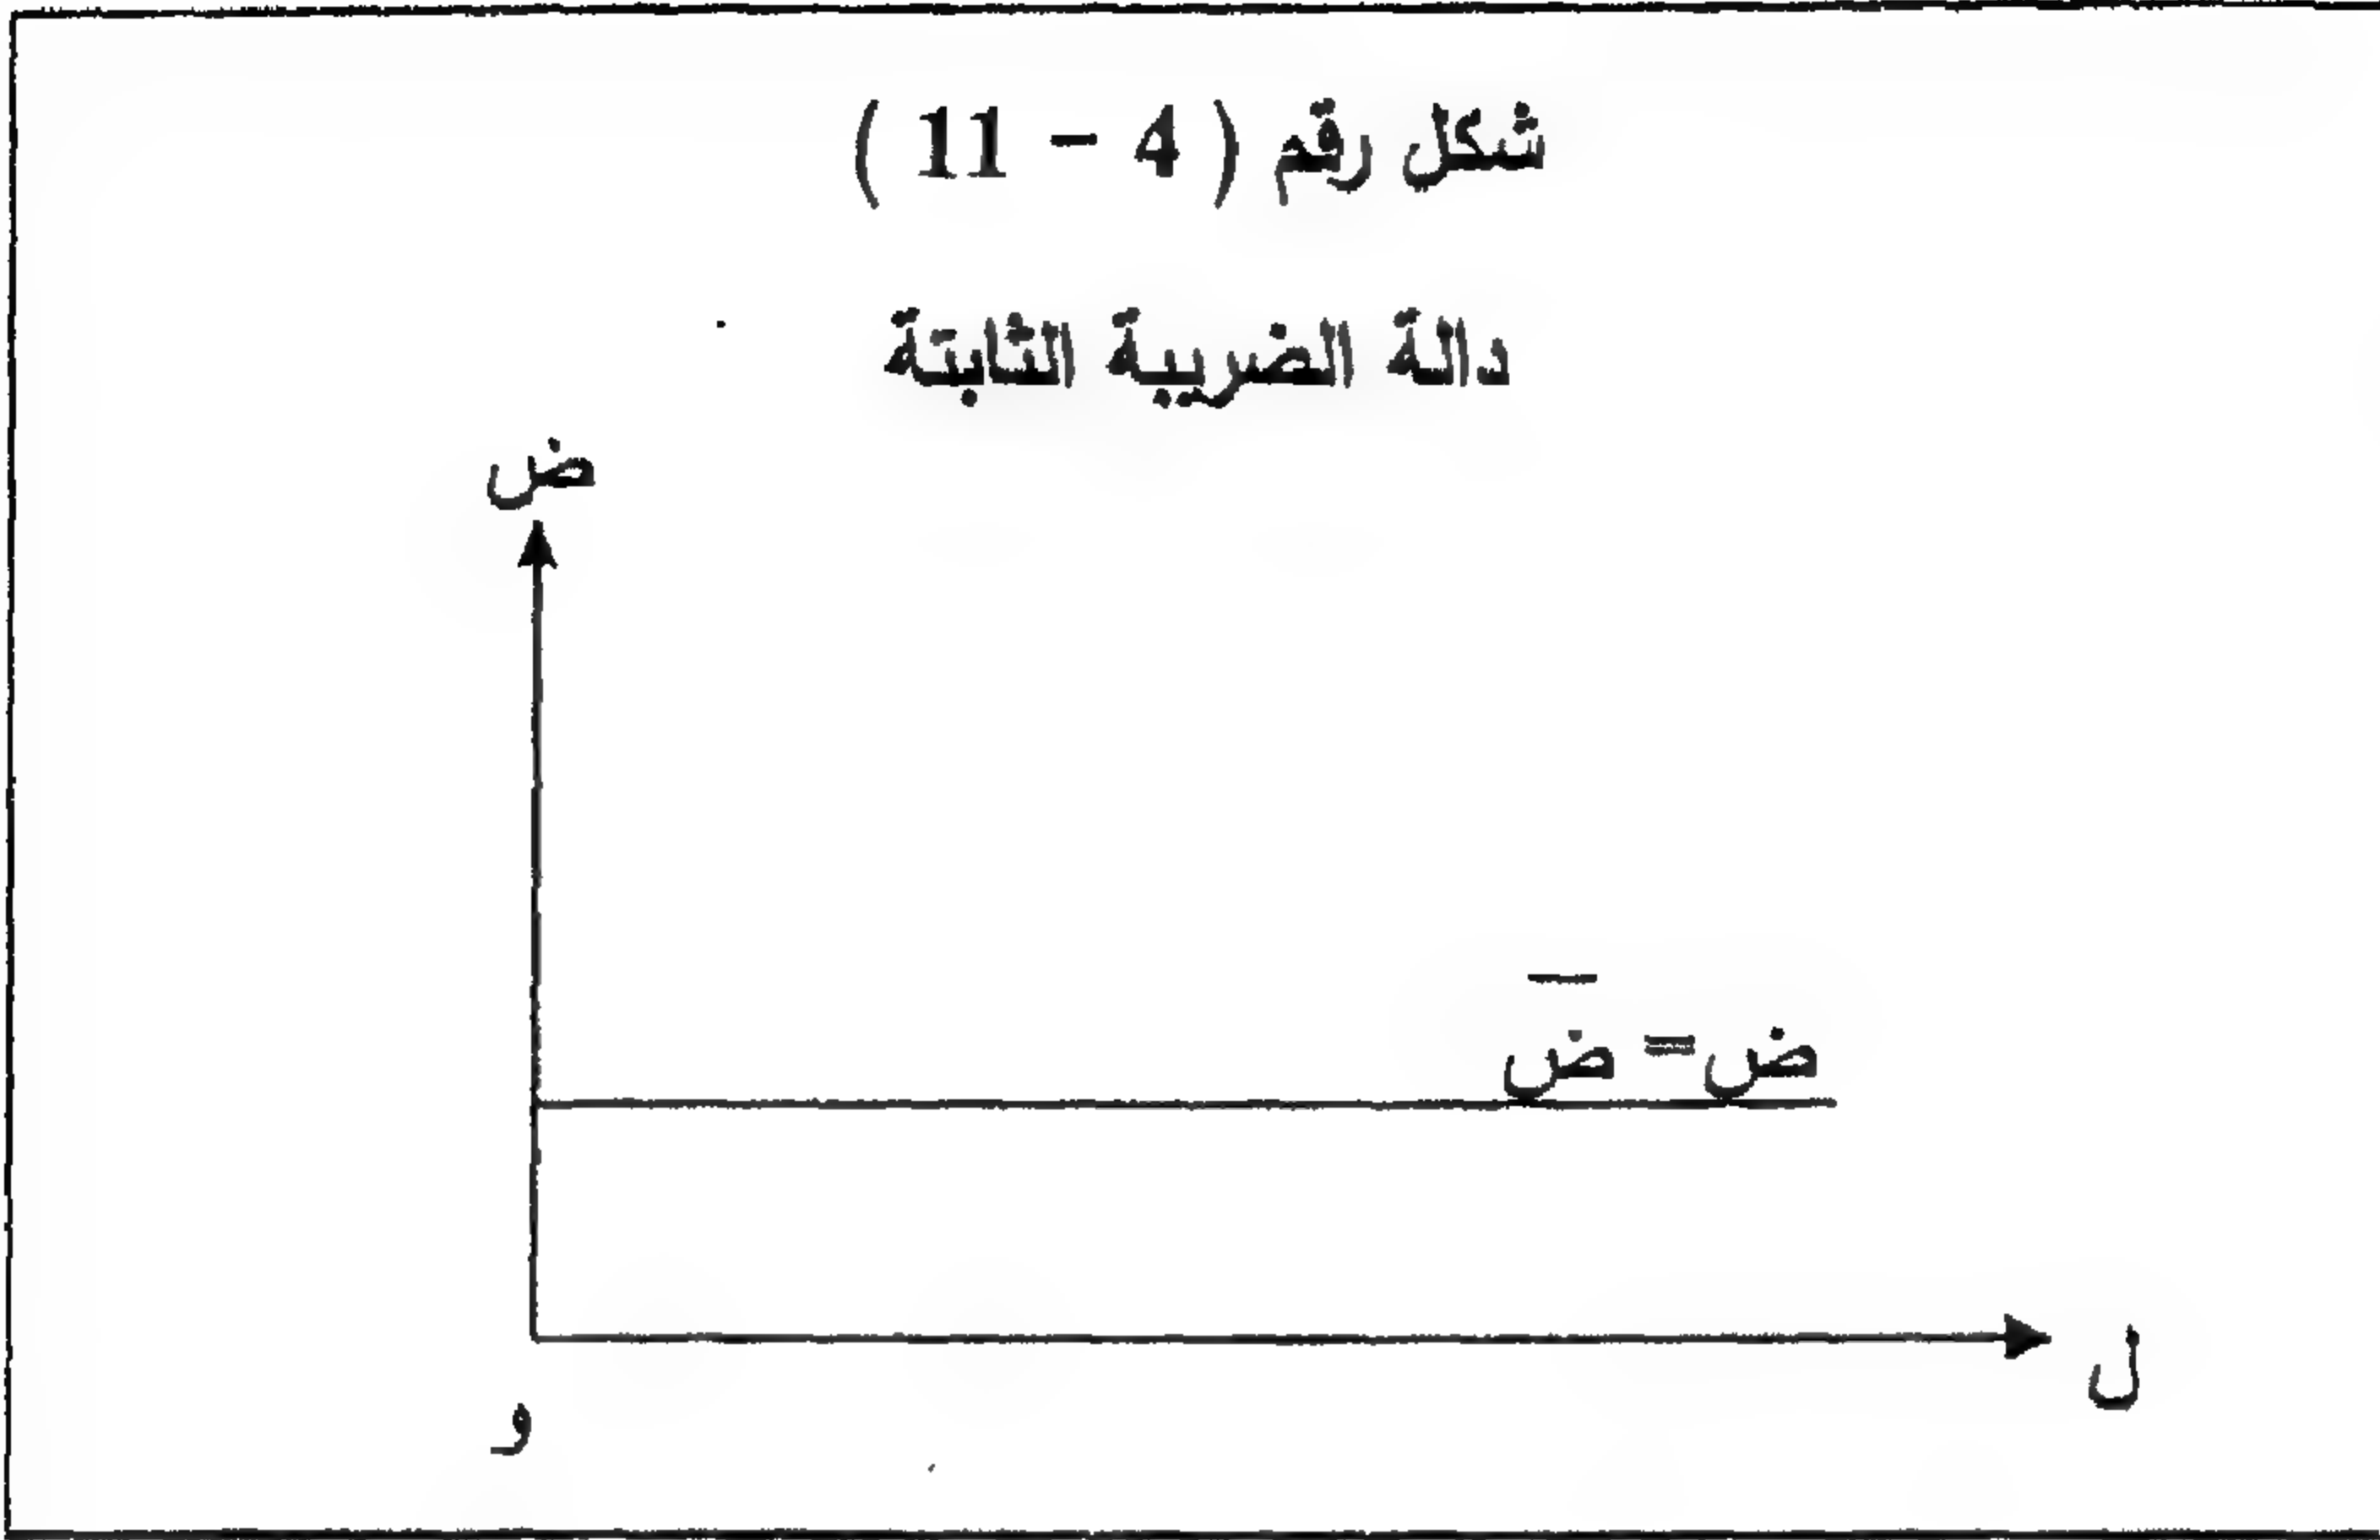 شكل رقم ( 4 - 11 )
دالة الضريبة الثابتة
ض
ض = ض̅
ل
و